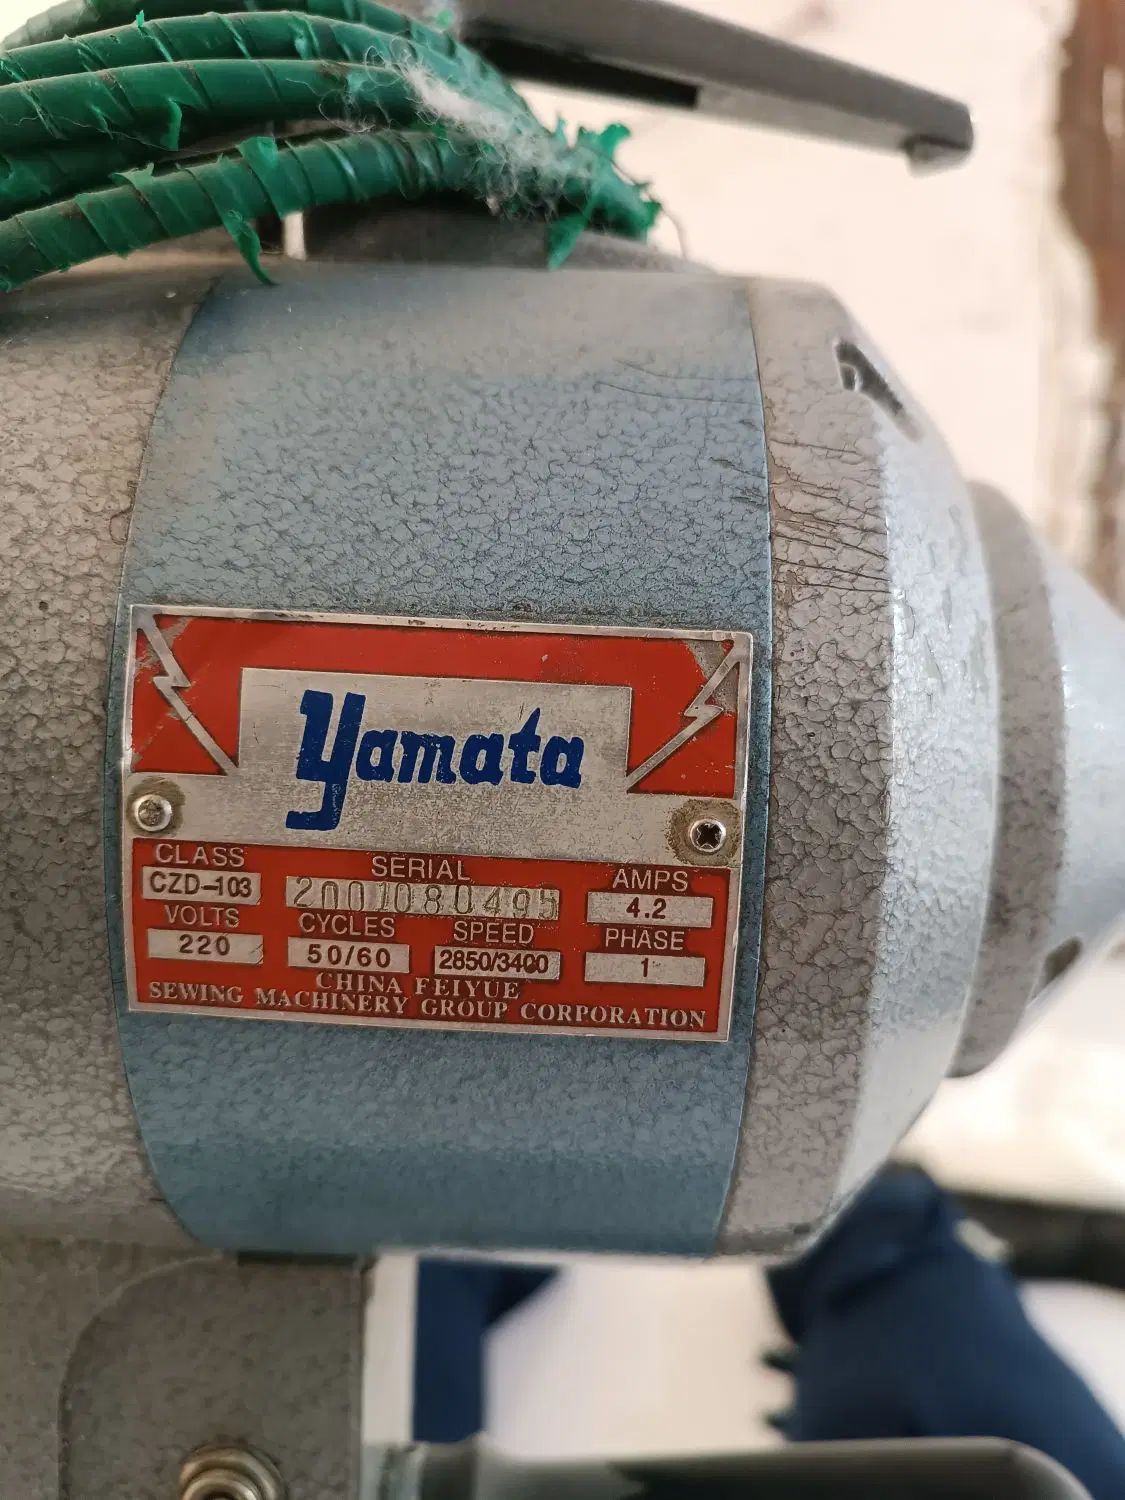 yamata
CLASS SERIAL AMPS
CZD-103 2001080495 4.2
VOLTS CYCLES SPEED PHASE
220 50/60 2850/3400 1
CHINA FEIYUE
SEWING MACHINERY GROUP CORPORATION